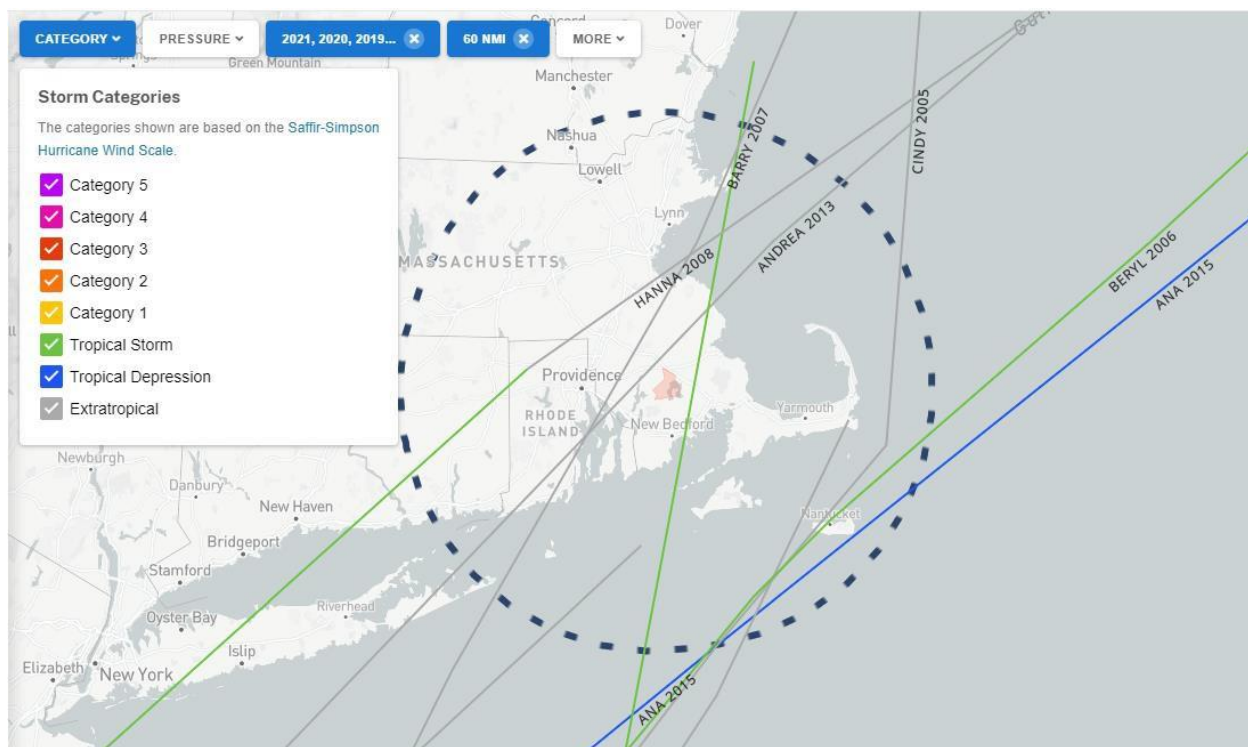 CATEGORY
PRESSURE
2021, 2020, 2019...
60 NMI
MORE
Storm Categories
The categories shown are based on the Saffir-Simpson
Hurricane Wind Scale.
Category 5
Category 4
Category 3
Category 2
Category 1
Tropical Storm
Tropical Depression
Extratropical
Concord
Dover
Green Mountain
Manchester
Nashua
Lowell
Lynn
MASSACHUSETTS
BARRY 2007
CINDY 2005
HANNA 2008
ANDREA 2013
BERYL 2006
ANA 2015
Providence
RHODE
ISLAND
New Bedford
Yarmouth
Nantucket
Newburgh
Danbury
New Haven
Bridgeport
Stamford
Oyster Bay
Riverhead
Islip
Elizabeth
New York
ANA 2015